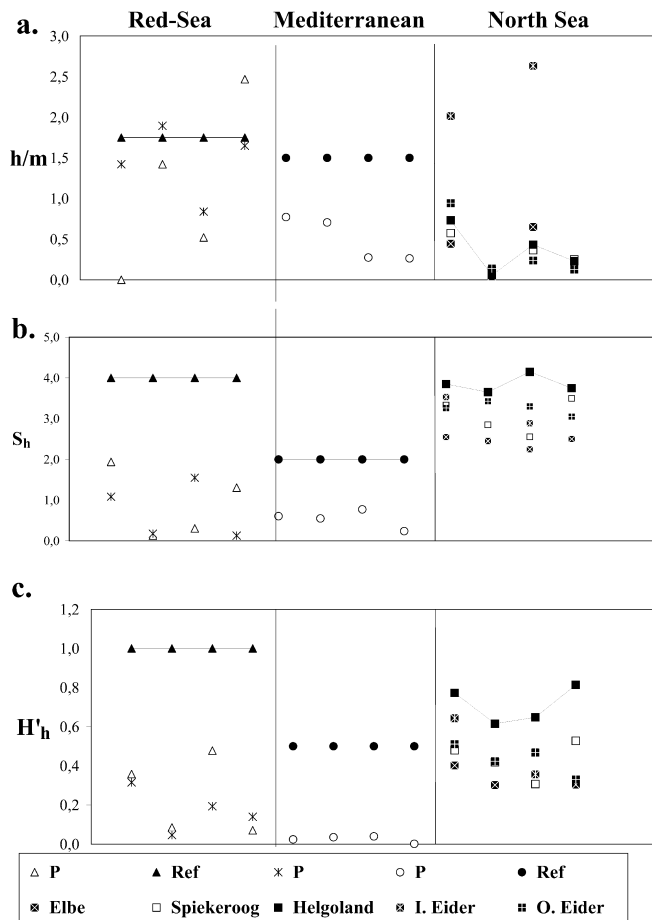 a.
Red-Sea Mediterranean North Sea
3,0
2,5
2,0
h/m
1,5
1,0
0,5
0,0
b.
5,0
4,0
3,0
Sh
2,0
1,0
0,0
c.
1,2
1,0
0,8
H'h
0,6
0,4
0,2
0,0
P Ref P P Ref
Elbe Spiekeroog Helgoland I. Eider O. Eider